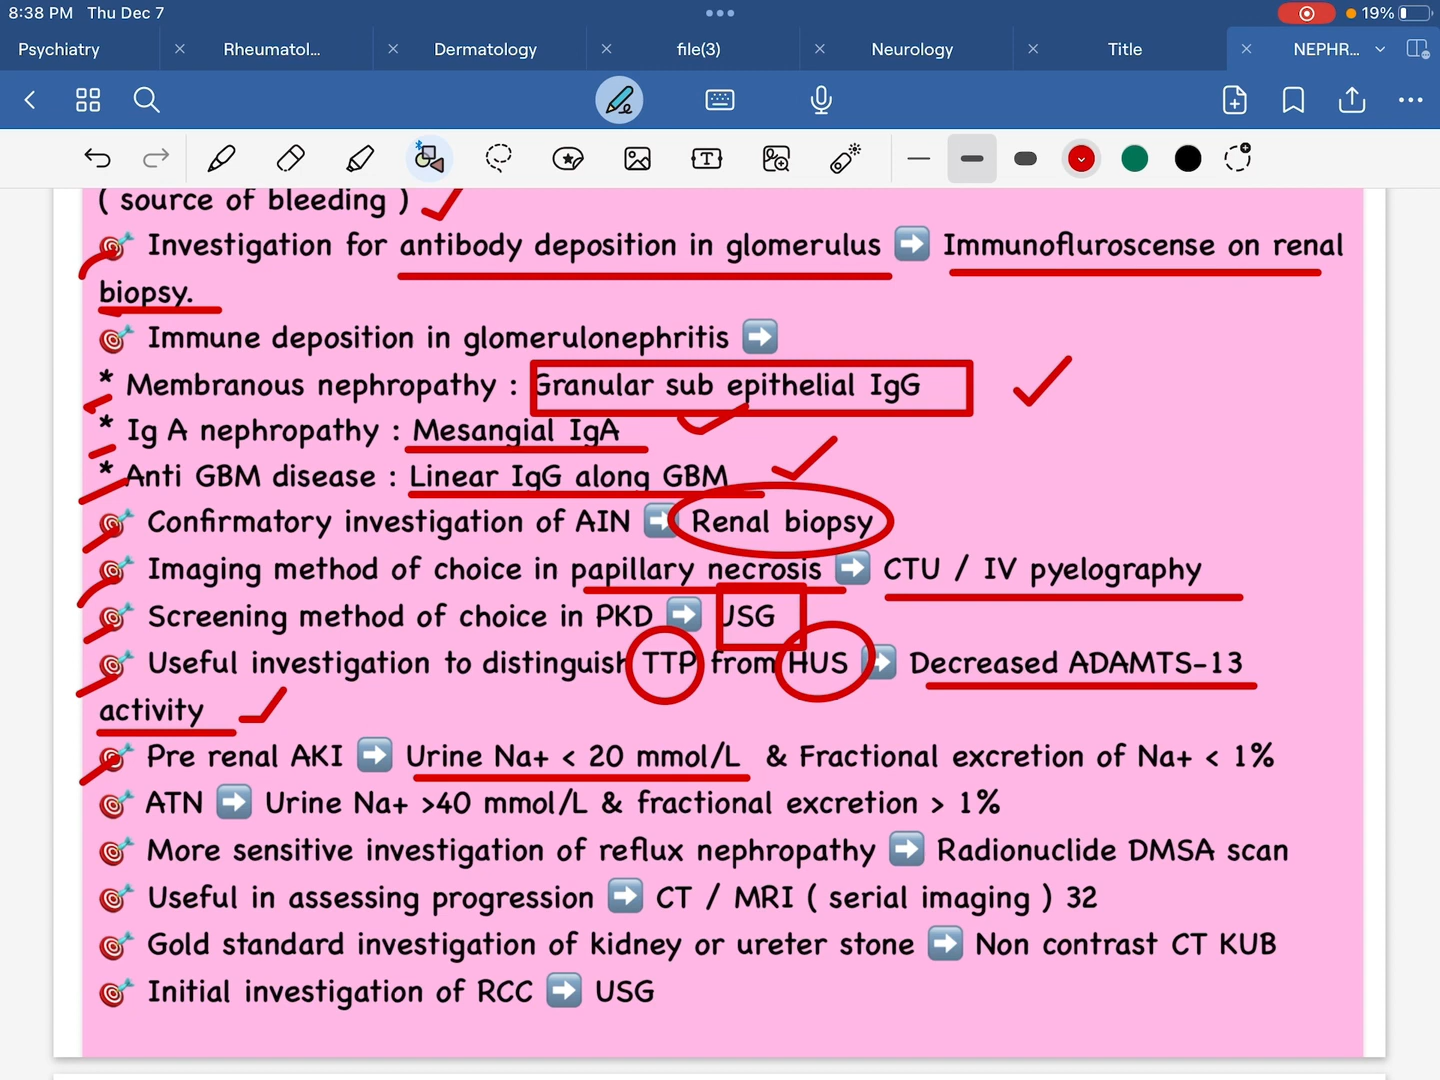 8:38 PM Thu Dec 7
19%
Psychiatry Rheumatol... Dermatology file(3) Neurology Title NEPHR...
( source of bleeding )
Investigation for antibody deposition in glomerulus ➡ Immunofluroscense on renal
biopsy.
Immune deposition in glomerulonephritis ➡
* Membranous nephropathy : Granular sub epithelial IgG
* Ig A nephropathy : Mesangial IgA
* Anti GBM disease : Linear IgG along GBM
Confirmatory investigation of AIN ➡ Renal biopsy
Imaging method of choice in papillary necrosis ➡ CTU / IV pyelography
Screening method of choice in PKD ➡ USG
Useful investigation to distinguish TTP from HUS ➡ Decreased ADAMTS-13
activity
Pre renal AKI ➡ Urine Na+ < 20 mmol/L & Fractional excretion of Na+ < 1%
ATN ➡ Urine Na+ >40 mmol/L & fractional excretion > 1%
More sensitive investigation of reflux nephropathy ➡ Radionuclide DMSA scan
Useful in assessing progression ➡ CT / MRI ( serial imaging ) 32
Gold standard investigation of kidney or ureter stone ➡ Non contrast CT KUB
Initial investigation of RCC ➡ USG